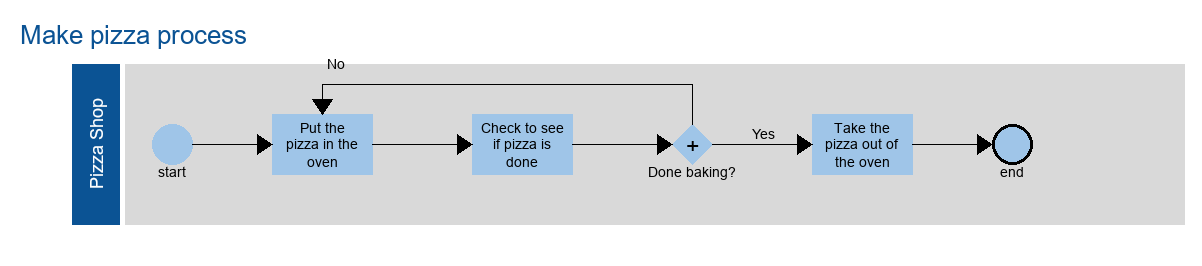 Make pizza process
No
Pizza Shop
Put the
pizza in the
oven
Check to see
if pizza is
done
+
Yes
Take the
pizza out of
the oven
start
Done baking?
end